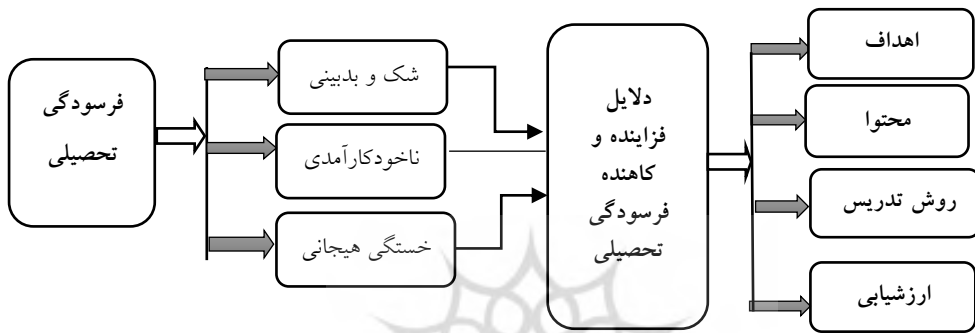 فرسودگی
تحصیلی
شک و بدبینی
ناخودکارآمدی
خستگی هیجانی
دلایل
فزاینده و
کاهنده
فرسودگی
تحصیلی
اهداف
محتوا
روش تدریس
ارزشیابی